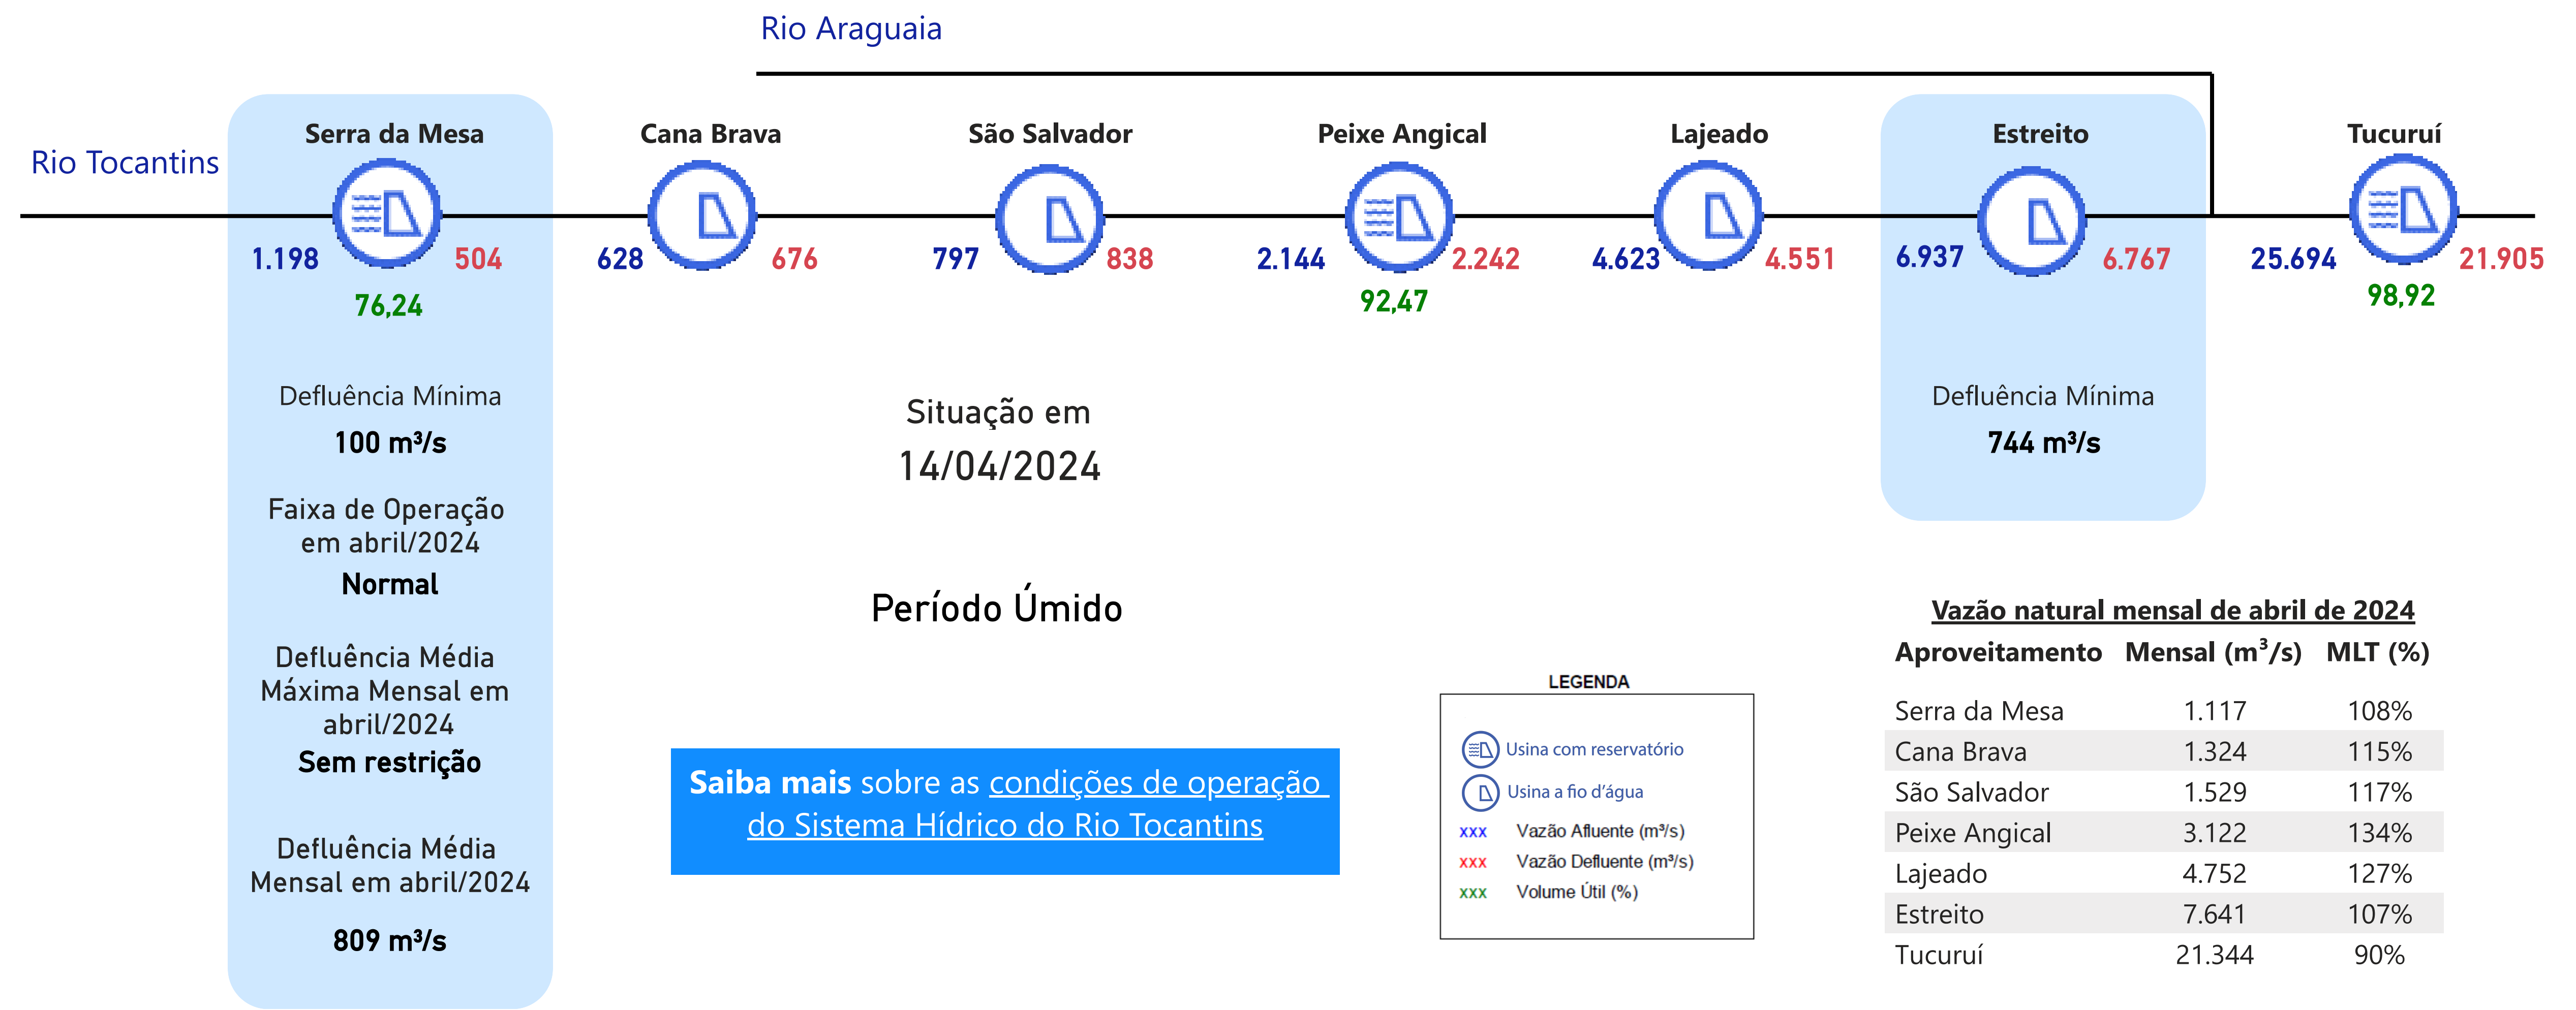 Rio Araguaia
Rio Tocantins
Serra da Mesa
Cana Brava
São Salvador
Peixe Angical
Lajeado
Estreito
Tucuruí
1.198
504
628
676
797
838
2.144
2.242
4.623
4.551
6.937
6.767
25.694
21.905
76,24
92,47
98,92
Defluência Mínima
100 m³/s
Faixa de Operação
em abril/2024
Normal
Defluência Média
Máxima Mensal em
abril/2024
Sem restrição
Defluência Média
Mensal em abril/2024
809 m³/s
Situação em
14/04/2024
Período Úmido
Saiba mais sobre as condições de operação
do Sistema Hídrico do Rio Tocantins
Defluência Mínima
744 m³/s
LEGENDA
Usina com reservatório
Usina a fio d'água
xxx Vazão Afluente (m³/s)
xxx Vazão Defluente (m³/s)
xxx Volume Útil (%)
Vazão natural mensal de abril de 2024
Aproveitamento Mensal (m³/s) MLT (%)
Serra da Mesa 1.117 108%
Cana Brava 1.324 115%
São Salvador 1.529 117%
Peixe Angical 3.122 134%
Lajeado 4.752 127%
Estreito 7.641 107%
Tucuruí 21.344 90%